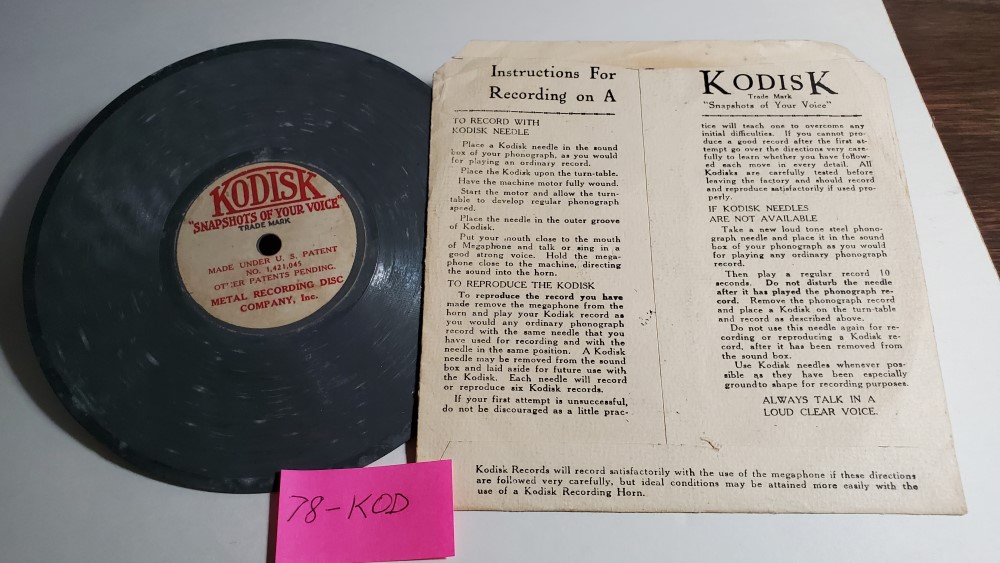 KODISK
"SNAPSHOTS OF YOUR VOICE"
TRADE MARK
MADE UNDER U. S. PATENT
NO. 1,421,045
OTHER PATENTS PENDING.
METAL RECORDING DISC
COMPANY, Inc.
78-KOD
Instructions For
Recording on A
TO RECORD WITH
KODISK NEEDLE
Place a Kodisk needle in the sound
box of your phonograph, as you would
for playing an ordinary record.
Place the Kodisk upon the turn-table.
Have the machine motor fully wound.
Start the motor and allow the turn-
table to develop regular phonograph
speed.
Place the needle in the outer groove
of Kodisk.
Put your mouth close to the mouth
of Megaphone and talk or sing in a
good strong voice. Hold the mega-
phone close to the machine, directing
the sound into the horn.
TO REPRODUCE THE KODISK
To reproduce the record you have
made remove the megaphone from the
horn and play your Kodisk record as
you would any ordinary phonograph
record with the same needle that you
have used for recording and with the
needle in the same position. A Kodisk
needle may be removed from the sound
box and laid aside for future use with
the Kodisk. Each needle will record
or reproduce six Kodisk records.
If your first attempt is unsuccessful,
do not be discouraged as a little prac-
KODISK
Trade Mark
"Snapshots of Your Voice"
tice will teach one to overcome any
initial difficulties. If you cannot pro-
duce a good record after the first at-
tempt go over the directions very care-
fully to learn whether you have follow-
ed each move in every detail. All
Kodisks are carefully tested before
leaving the factory and should record
and reproduce satisfactorily if used pro-
perly.
IF KODISK NEEDLES
ARE NOT AVAILABLE
Take a new loud tone steel phono-
graph needle and place it in the sound
box of your phonograph as you would
for playing any ordinary phonograph
record.
Then play a regular record 10
seconds. Do not disturb the needle
after it has played the phonograph re-
cord. Remove the phonograph record
and place a Kodisk on the turn-table
and record as described above.
Do not use this needle again for re-
cording or reproducing a Kodisk re-
cord, after it has been removed from
the sound box.
Use Kodisk needles whenever pos-
sible as they have been especially
ground to shape for recording purposes.
ALWAYS TALK IN A
LOUD CLEAR VOICE.
Kodisk Records will record satisfactorily with the use of the megaphone if these directions
are followed very carefully, but ideal conditions may be attained more easily with the
use of a Kodisk Recording Horn.